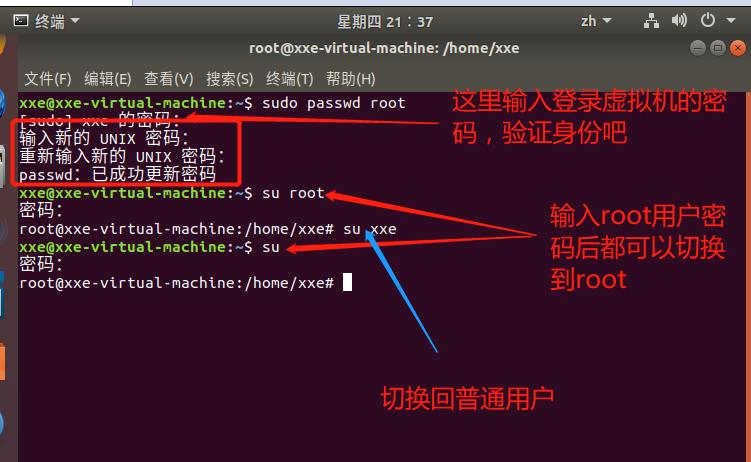 终端
星期四 21：37
zh
root@xxe-virtual-machine: /home/xxe
文件(F) 编辑(E) 查看(V) 搜索(S) 终端(T) 帮助(H)
xxe@xxe-virtual-machine:~$ sudo passwd root
[sudo] xxe 的密码：
输入新的 UNIX 密码：
重新输入新的 UNIX 密码：
passwd：已成功更新密码
xxe@xxe-virtual-machine:~$ su root
密码：
root@xxe-virtual-machine:/home/xxe# su xxe
xxe@xxe-virtual-machine:~$ su
密码：
root@xxe-virtual-machine:/home/xxe#
这里输入登录虚拟机的密
码，验证身份吧
输入root用户密
码后都可以切换
到root
切换回普通用户